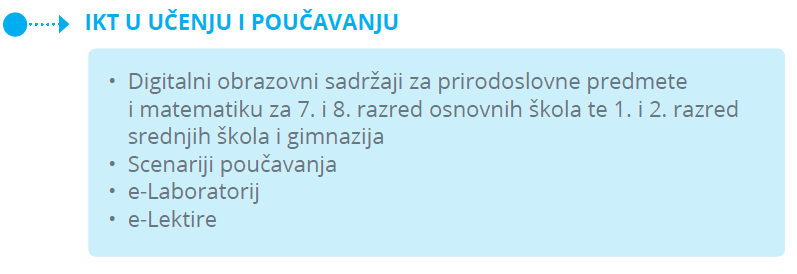 IKT U UČENJU I POUČAVANJU
• Digitalni obrazovni sadržaji za prirodoslovne predmete
i matematiku za 7. i 8. razred osnovnih škola te 1. i 2. razred
srednjih škola i gimnazija
• Scenariji poučavanja
• e-Laboratorij
• e-Lektire